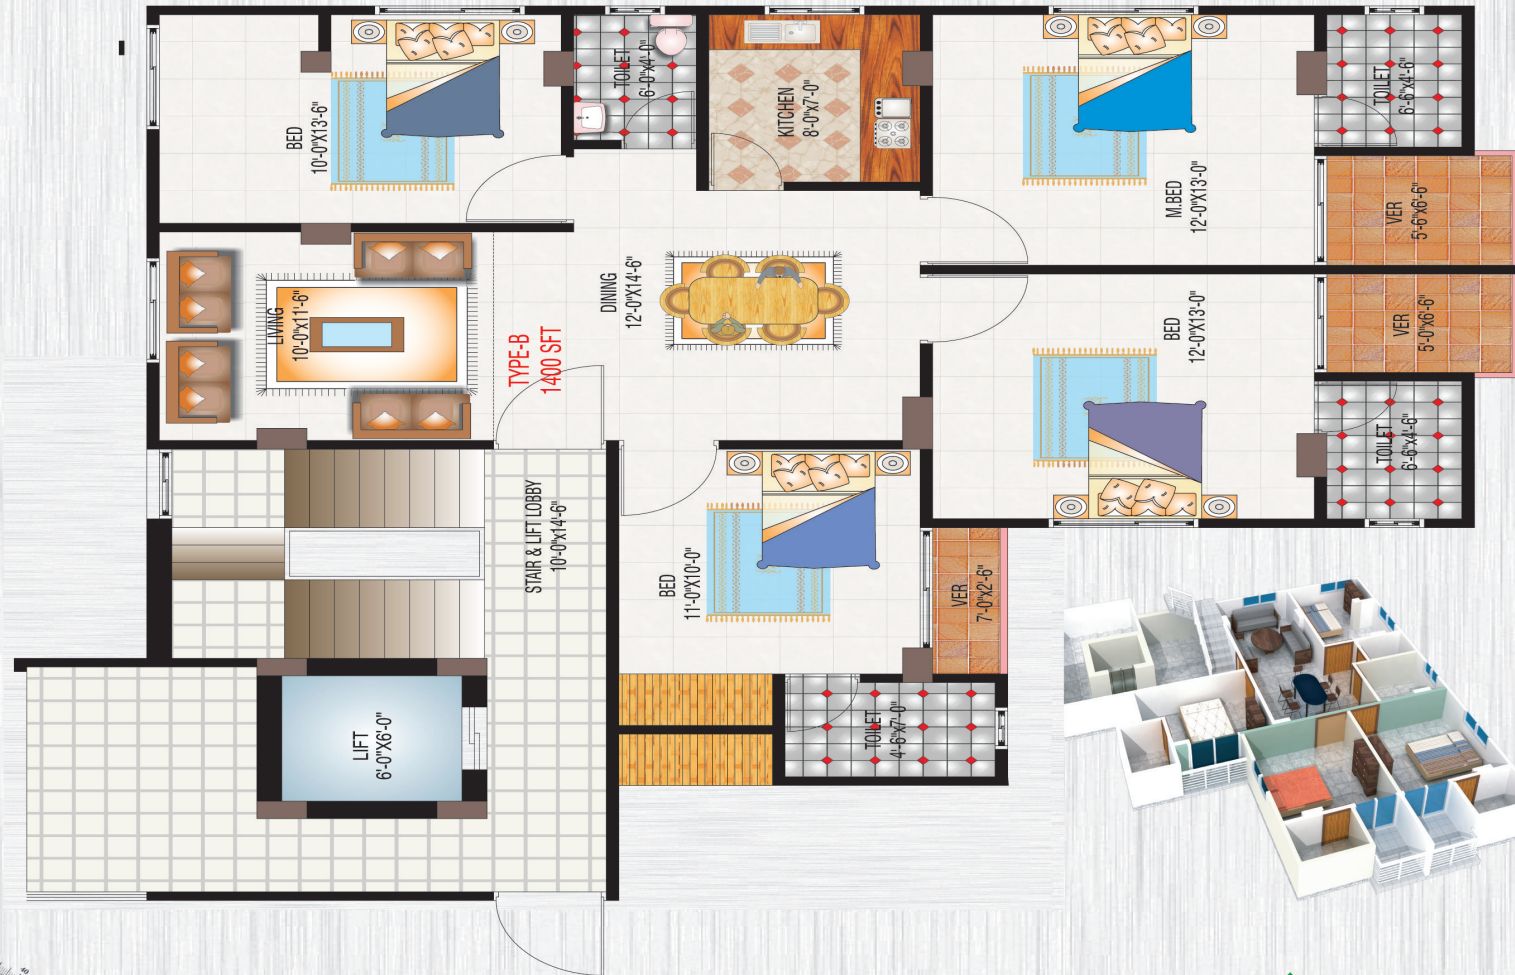 BED
10'-0"X13'-6"
TOILET
6'-0"x4'-0"
KITCHEN
8'-0"x7'-0"
M.BED
12'-0"X13'-0"
TOILET
6'-6"x4'-6"
VER
5'-6"x6'-6"
LIVING
10'-0"x11'-6"
TYPE-B
1400 SFT
DINING
12'-0"X14'-6"
BED
12'-0"X13'-0"
VER
5'-0"x6'-6"
TOILET
6'-6"x4'-6"
STAIR & LIFT LOBBY
10'-0"x14'-6"
BED
11'-0"X10'-0"
VER
7'-0"x2'-6"
LIFT
6'-0"X6'-0"
TOILET
4'-6"x7'-0"
40